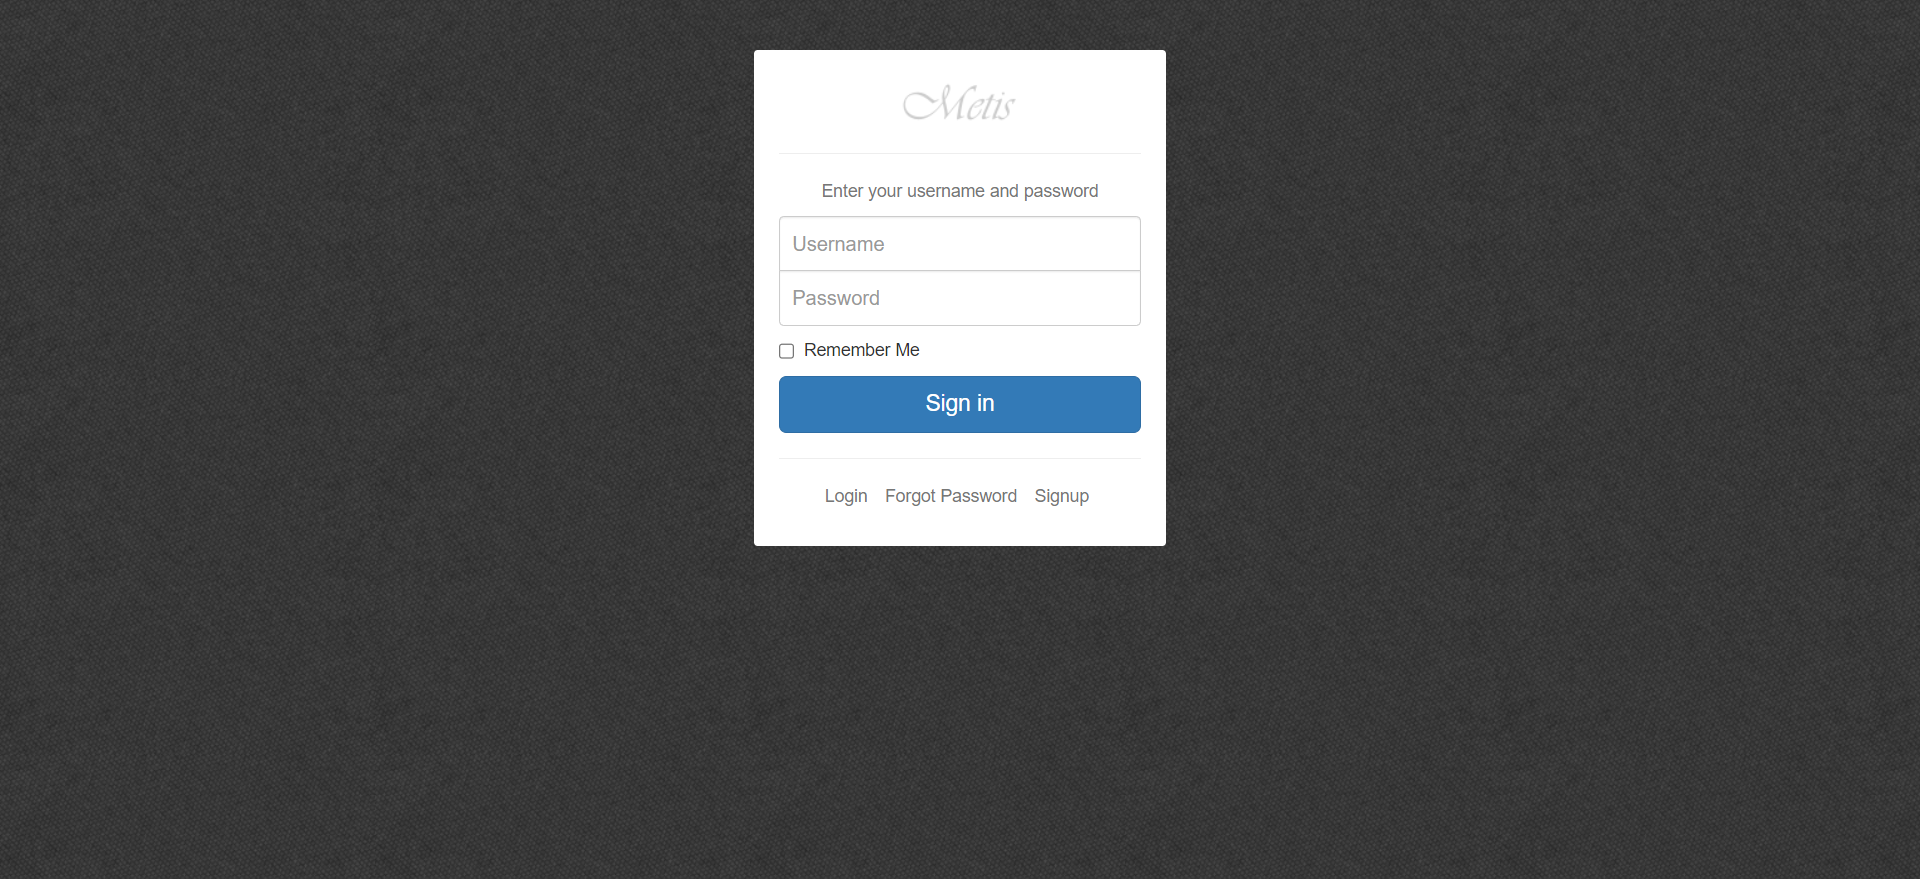 Metis
Enter your username and password
Username
Password
Remember Me
Sign in
Login Forgot Password Signup